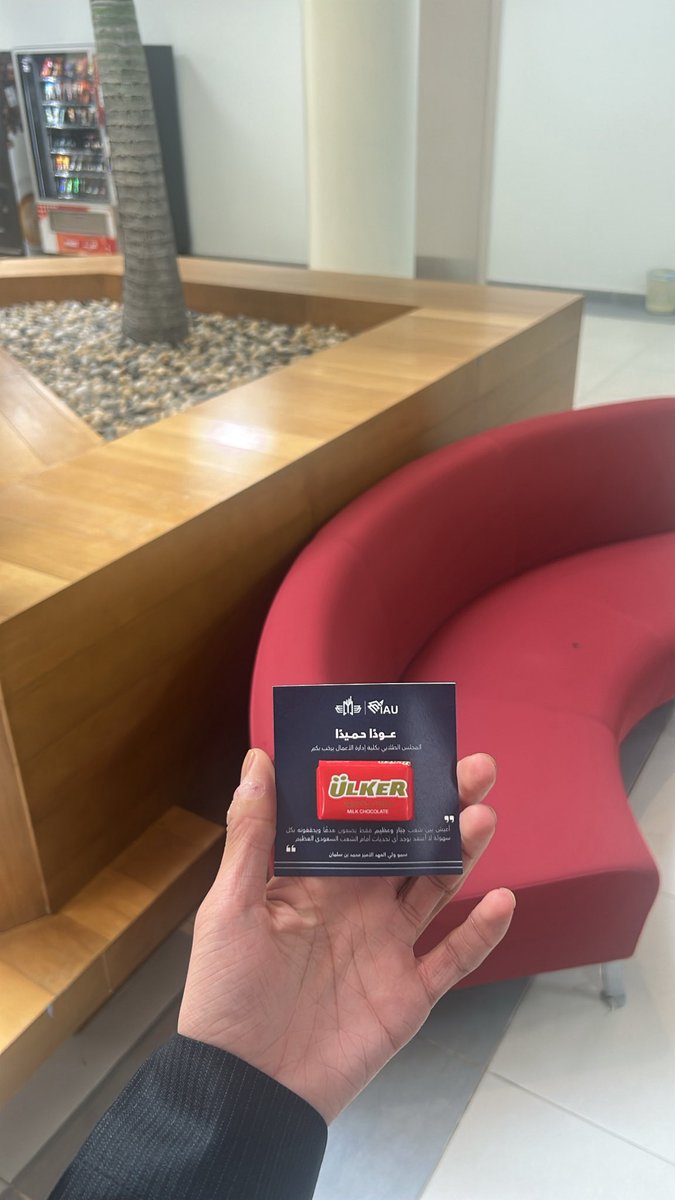 IAU
عودًا حميدًا
المجلس الطلابي بكلية إدارة الأعمال يرحب بكم
ÜLKER
MILK CHOCOLATE
أعيش بين شعب جبار وعظيم فقط يضعون هدفًا ويحققونه بكل
سهولة لا أعتقد يوجد أي تحديات أمام الشعب السعودي العظيم
سمو ولي العهد الأمير محمد بن سلمان